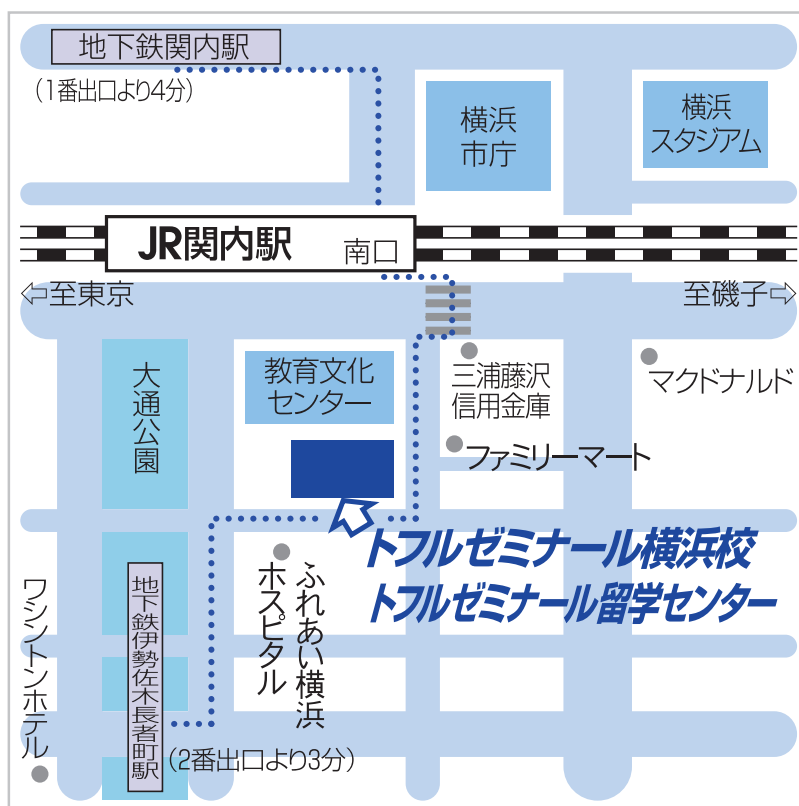 地下鉄関内駅
(1番出口より4分)
横浜
市庁
横浜
スタジアム
JR関内駅
南口
⇦至東京
至磯子⇨
大通公園
教育文化
センター
三浦藤沢
信用金庫
マクドナルド
ファミリーマート
トフルゼミナール横浜校
トフルゼミナール留学センター
ふれあい横浜
ホスピタル
ワシントンホテル
地下鉄伊勢佐木長者町駅
(2番出口より3分)